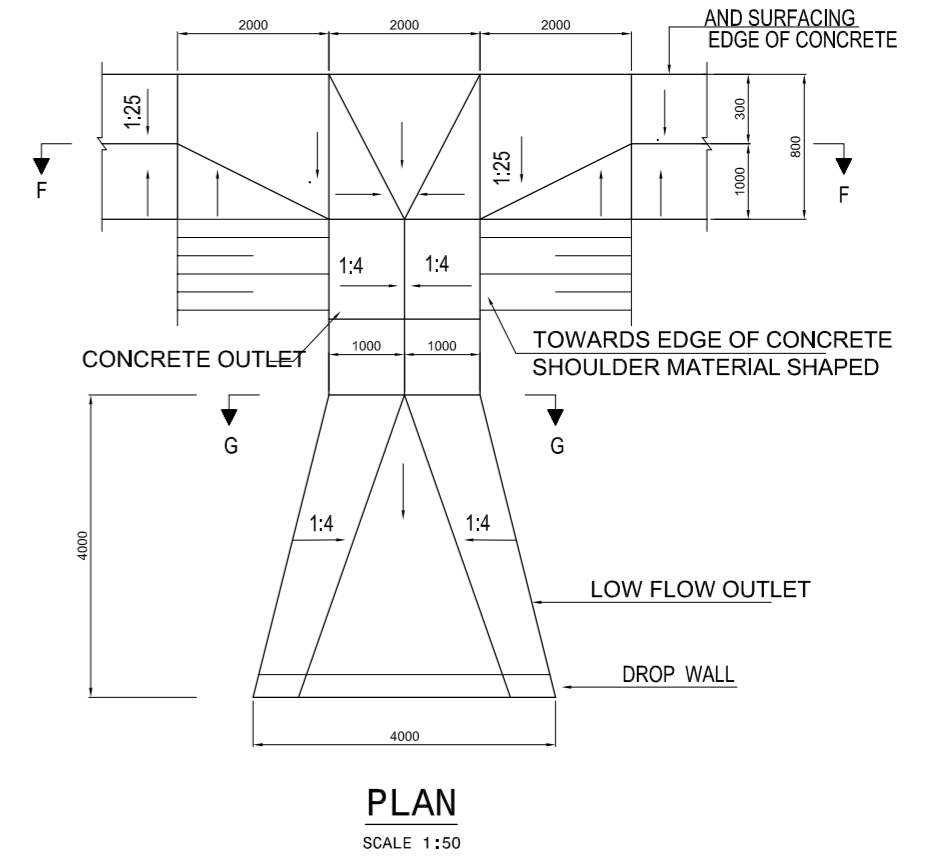 2000
2000
2000
AND SURFACING
EDGE OF CONCRETE
1:25
1:25
300
1000
800
F
F
1:4
1:4
CONCRETE OUTLET
1000
1000
TOWARDS EDGE OF CONCRETE
SHOULDER MATERIAL SHAPED
G
G
4000
1:4
1:4
LOW FLOW OUTLET
DROP WALL
4000
PLAN
SCALE 1:50